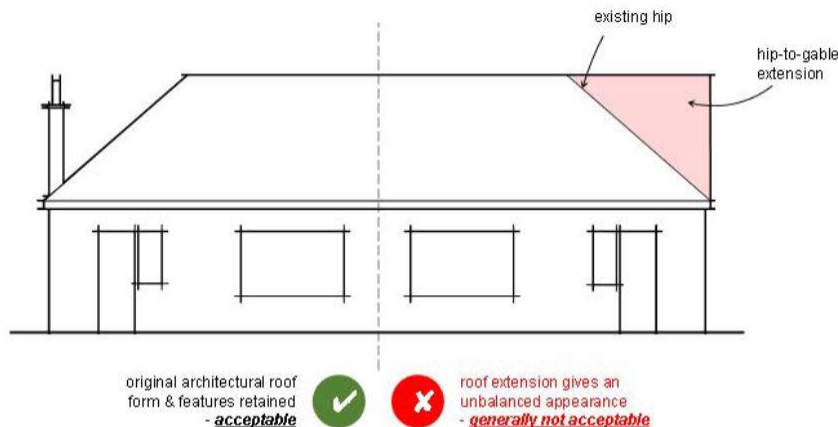 existing hip
hip-to-gable
extension
original architectural roof
form & features retained
- acceptable
roof extension gives an
unbalanced appearance
- generally not acceptable